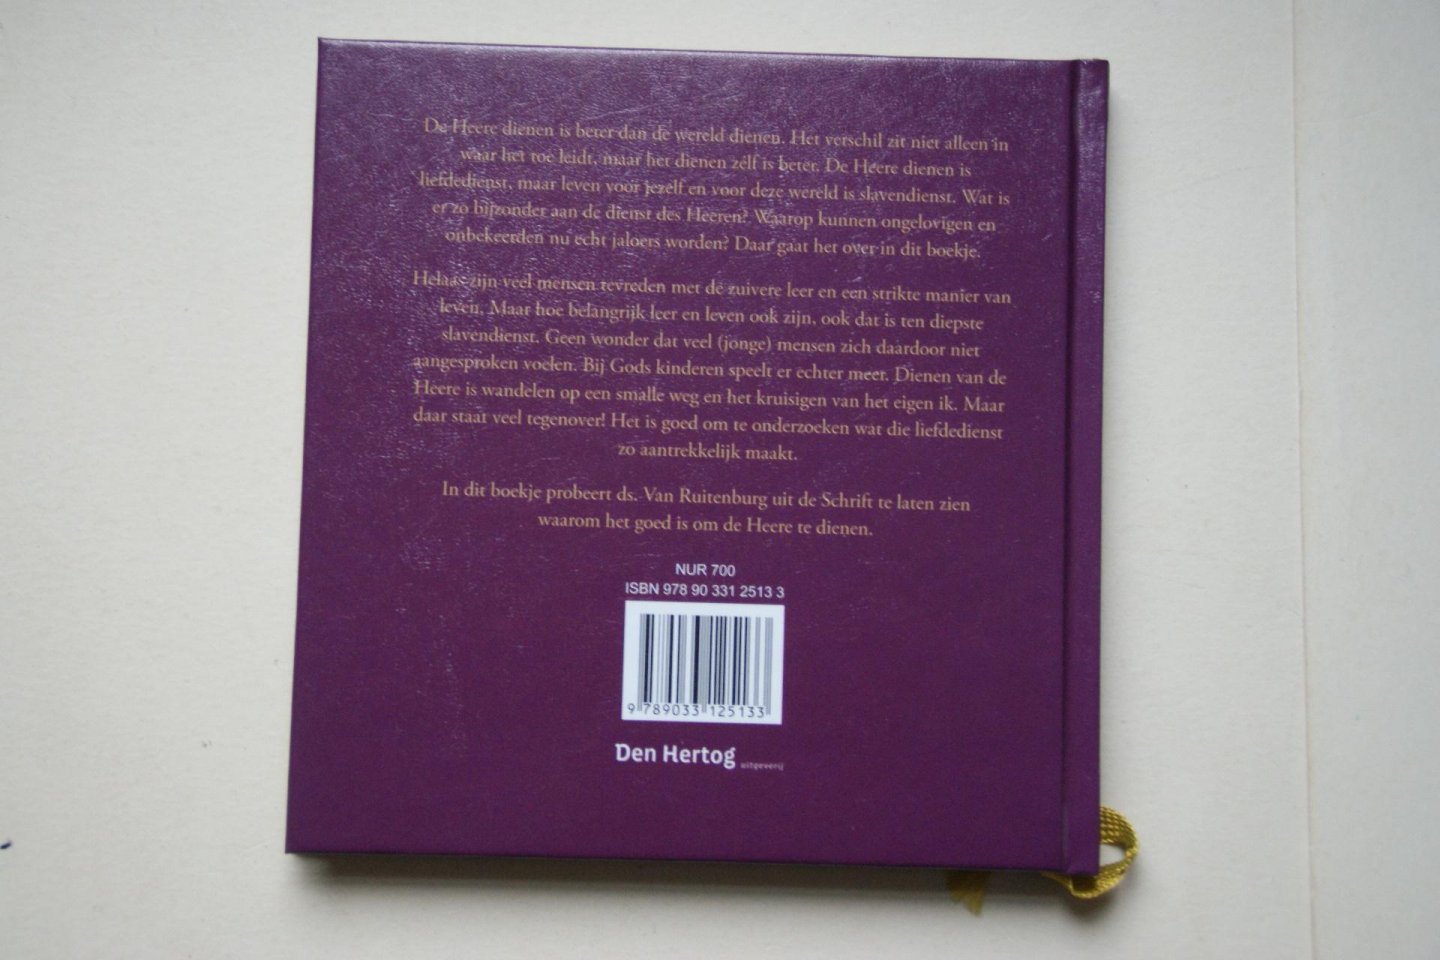 De Heere dienen is beter dan de wereld dienen. Het verschil zit niet alleen in
waar het toe leidt, maar het dienen zélf is beter. De Heere dienen is
liefdedienst, maar leven voor jezelf en voor deze wereld is slavendienst. Wat is
er zo bijzonder aan de dienst des Heeren? Waarop kunnen ongelovigen en
onbekeerden nu echt jaloers worden? Daar gaat het over in dit boekje.
Helaas zijn veel mensen tevreden met de zuivere leer en een strikte manier van
leven. Maar hoe belangrijk leer en leven ook zijn, ook dat is ten diepste
slavendienst. Geen wonder dat veel (jonge) mensen zich daardoor niet
aangesproken voelen. Bij Gods kinderen speelt er echter meer. Dienen van de
Heere is wandelen op een smalle weg en het kruisigen van het eigen ik. Maar
daar staat veel tegenover! Het is goed om te onderzoeken wat die liefdedienst
zo aantrekkelijk maakt.
In dit boekje probeert ds. Van Ruitenburg uit de Schrift te laten zien
waarom het goed is om de Heere te dienen.
NUR 700
ISBN 978 90 331 2513 3
9 789033 125133
Den Hertog
uitgeverij